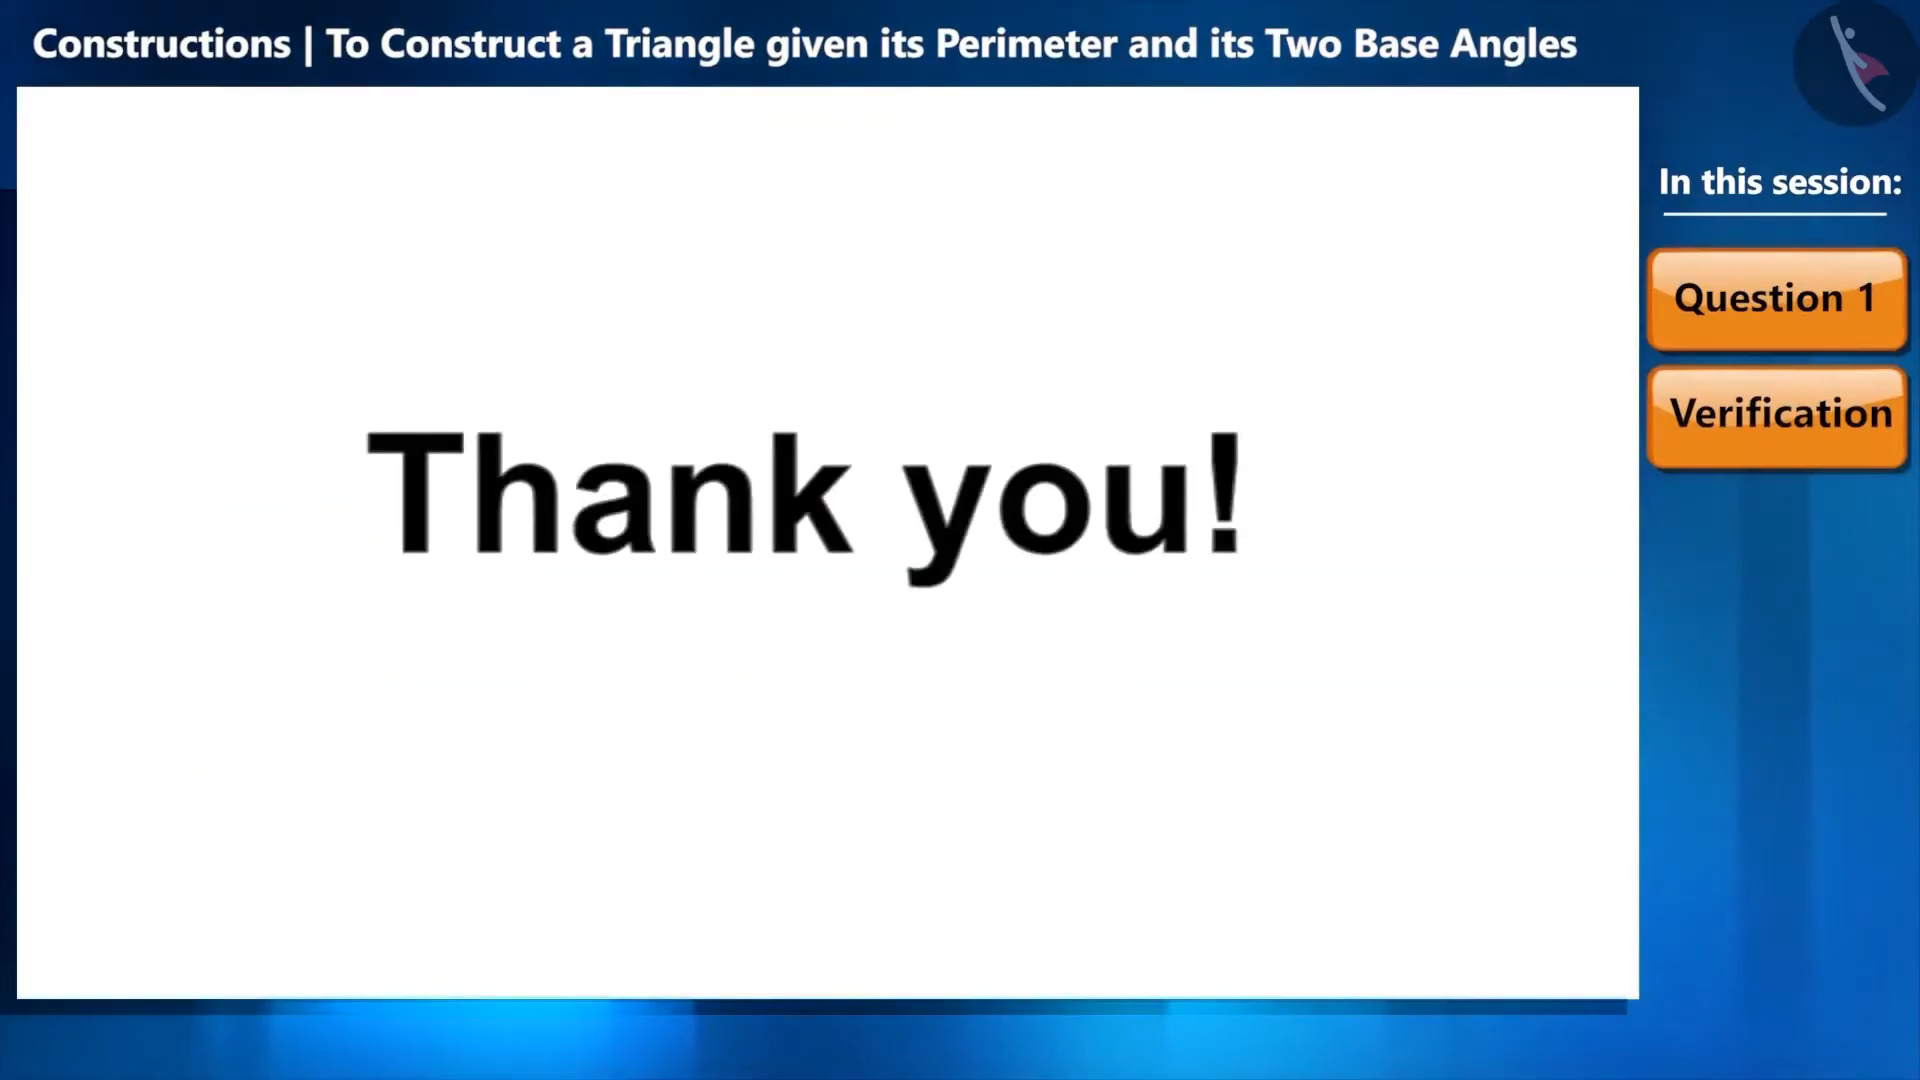 Constructions | To Construct a Triangle given its Perimeter and its Two Base Angles
Thank you!
In this session:
Question 1
Verification